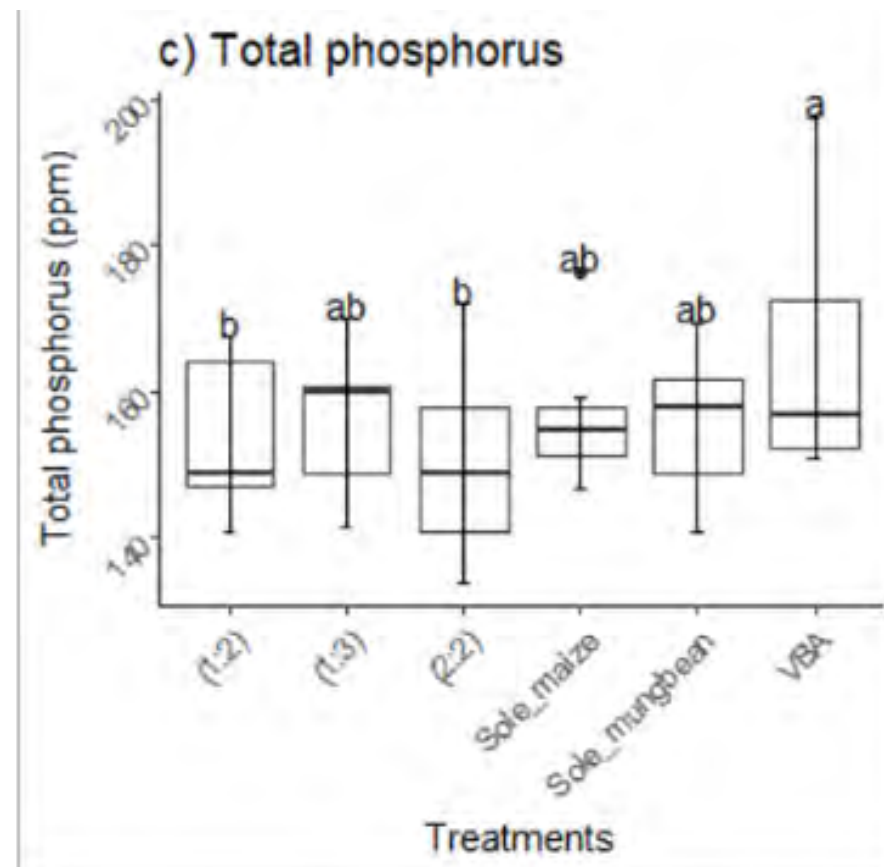 c) Total phosphorus
Total phosphorus (ppm)
200
180
160
140
b
ab
b
ab
ab
a
(1:2)
(1:3)
(2:2)
Sole_maize
Sole_mungbean
VBA
Treatments